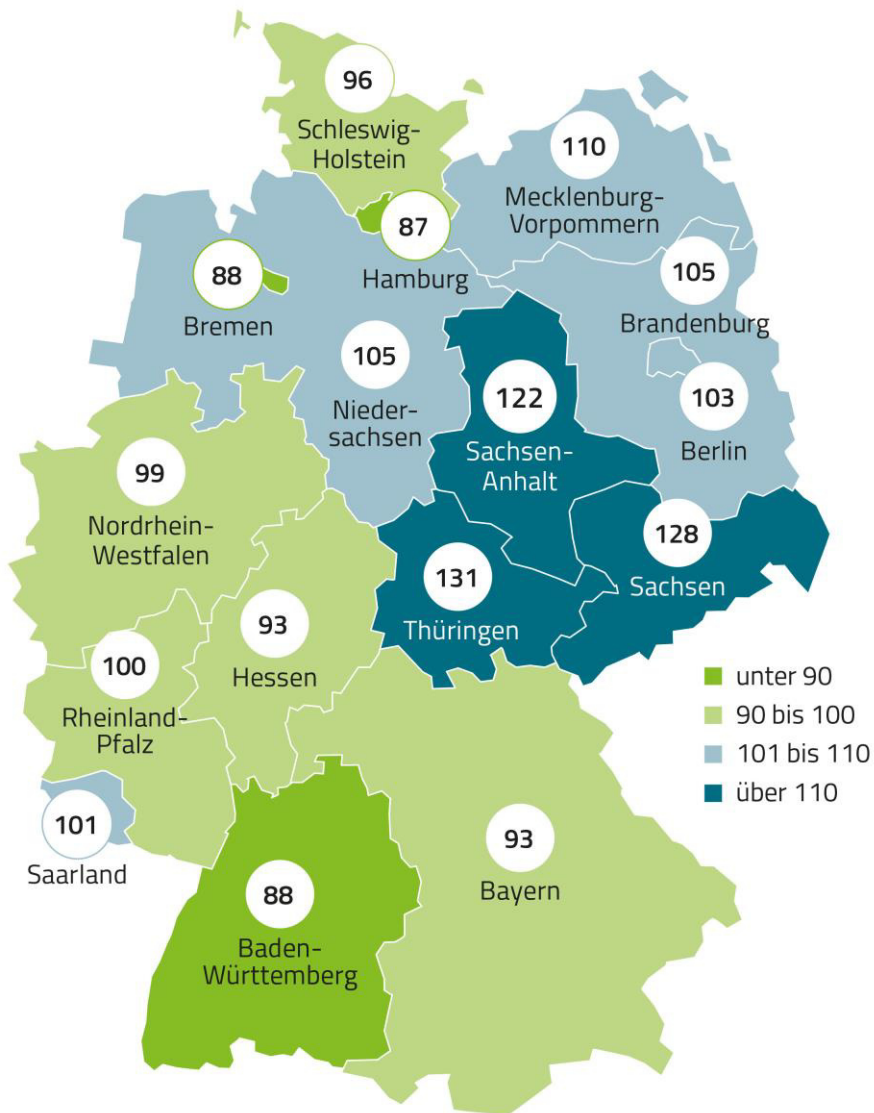 96
Schleswig-
Holstein
110
Mecklenburg-
Vorpommern
87
Hamburg
88
Bremen
105
Brandenburg
105
Nieder-
sachsen
122
Sachsen-
Anhalt
103
Berlin
99
Nordrhein-
Westfalen
128
Sachsen
131
Thüringen
93
Hessen
100
Rheinland-
Pfalz
unter 90
90 bis 100
101 bis 110
über 110
101
Saarland
93
Bayern
88
Baden-
Württemberg